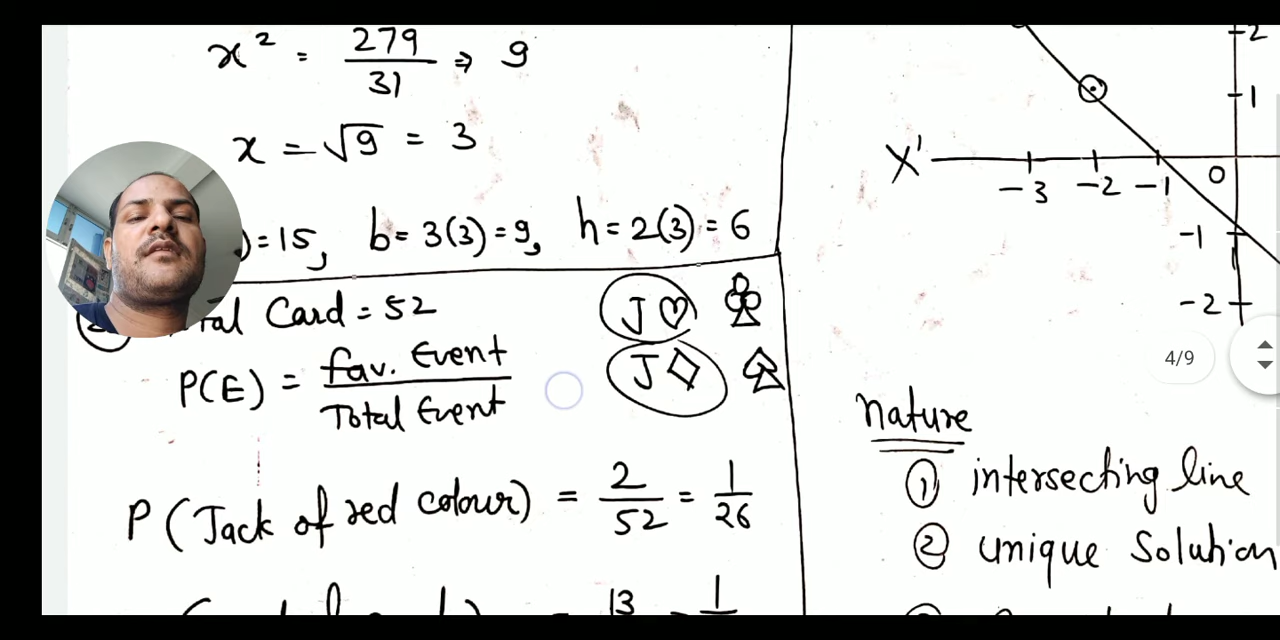 x² = 279/31 ⇒ 9
x = √9 = 3
)=15, b= 3(3)=9, h=2(3)=6
Card = 52
J♡ ♣
J◇ ♠
P(E) = fav. Event / Total Event
P (Jack of red colour) = 2/52 = 1/26
13 1
2
1
X'
-3 -2 -1 0
-1
-2
4/9
nature
① intersecting line
② unique Solution